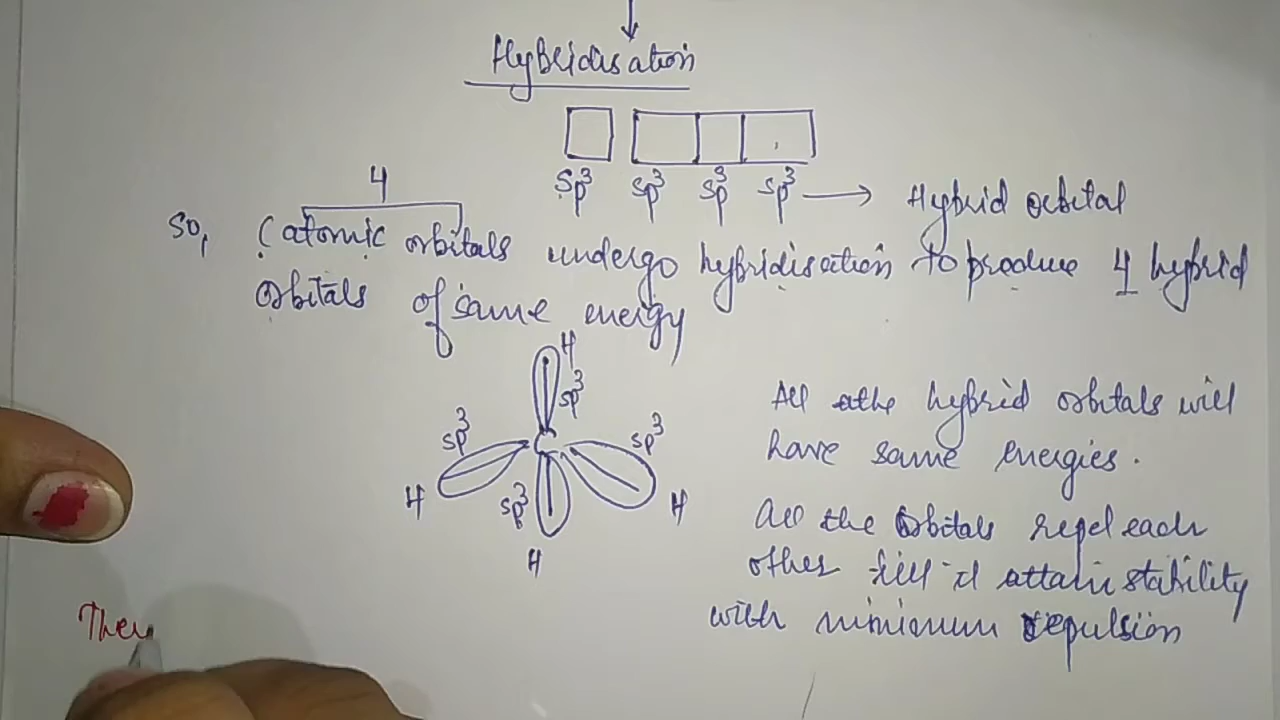 Hybridisation
sp³ sp³ sp³ sp³ → Hybrid orbital
4
so, (atomic orbitals undergo hybridisation to produce 4 hybrid
orbitals of same energy
H
sp³
sp³ C sp³
H sp³ H
H
All the hybrid orbitals will
have same energies.
All the Orbitals repel each
other till it attain stability
with minimum repulsion
Then